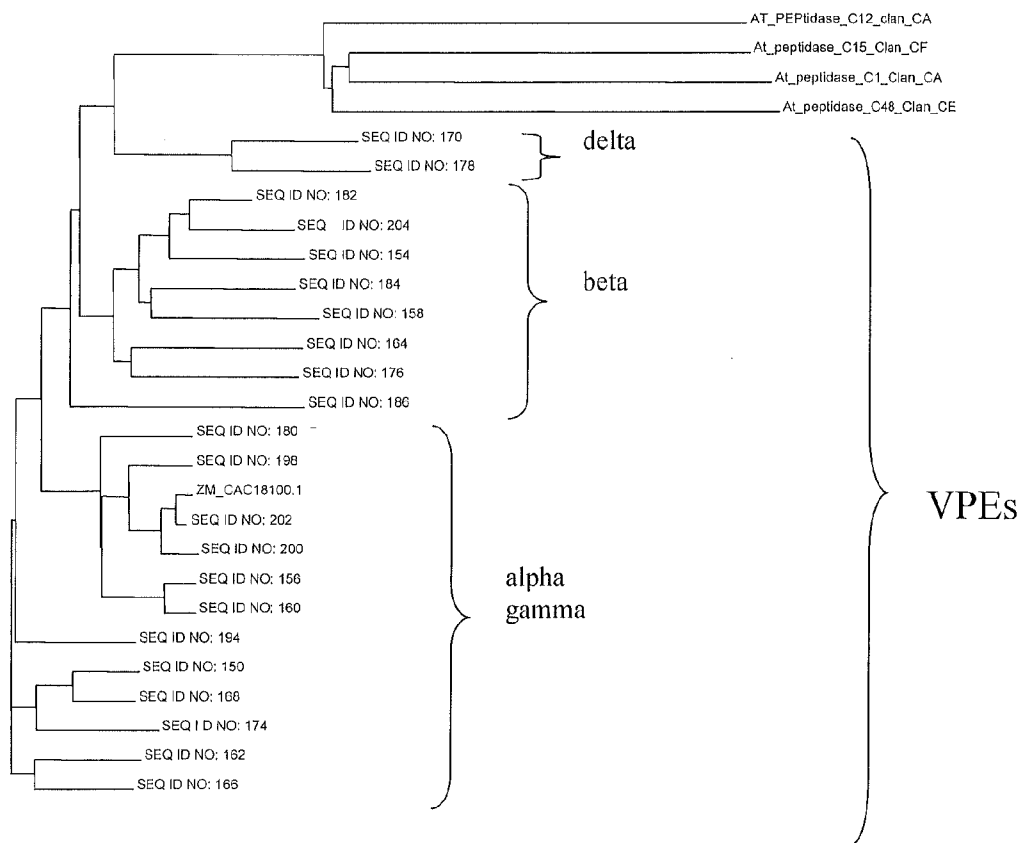 AT_PEPtidase_C12_clan_CA
At_peptidase_C15_Clan_CF
At_peptidase_C1_Clan_CA
At_peptidase_C48_Clan_CE
SEQ ID NO: 170
SEQ ID NO: 178
delta
SEQ ID NO: 182
SEQ ID NO: 204
SEQ ID NO: 154
SEQ ID NO: 184
SEQ ID NO: 158
SEQ ID NO: 164
SEQ ID NO: 176
SEQ ID NO: 186
beta
SEQ ID NO: 180
SEQ ID NO: 198
ZM_CAC18100.1
SEQ ID NO: 202
SEQ ID NO: 200
SEQ ID NO: 156
SEQ ID NO: 160
SEQ ID NO: 194
SEQ ID NO: 150
SEQ ID NO: 168
SEQ ID NO: 174
SEQ ID NO: 162
SEQ ID NO: 166
alpha
gamma
VPEs